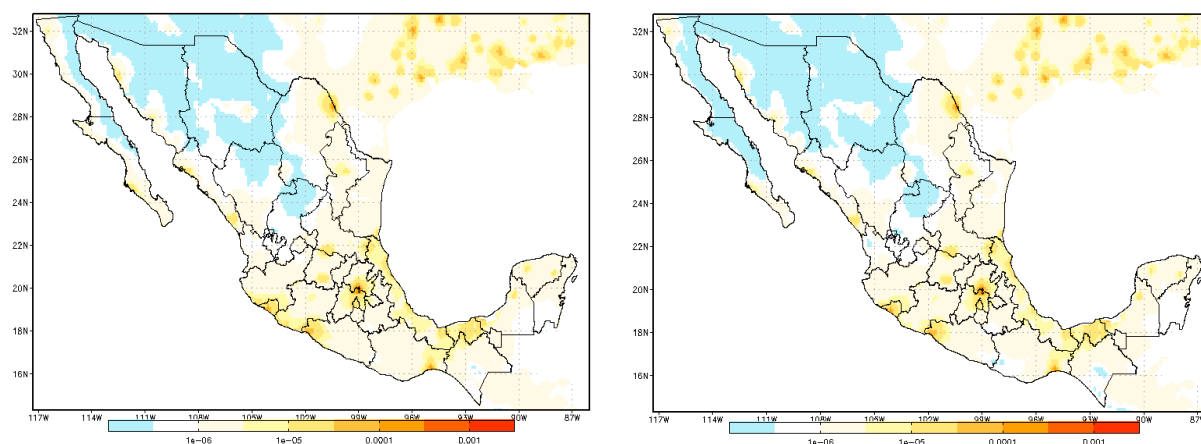 32N
30N
28N
26N
24N
22N
20N
18N
16N
117W 114W 111W 108W 105W 102W 99W 96W 93W 90W 87W
1e-06 1e-05 0.0001 0.001
32N
30N
28N
26N
24N
22N
20N
18N
16N
117W 114W 111W 108W 105W 102W 99W 96W 93W 90W 87W
1e-06 1e-05 0.0001 0.001